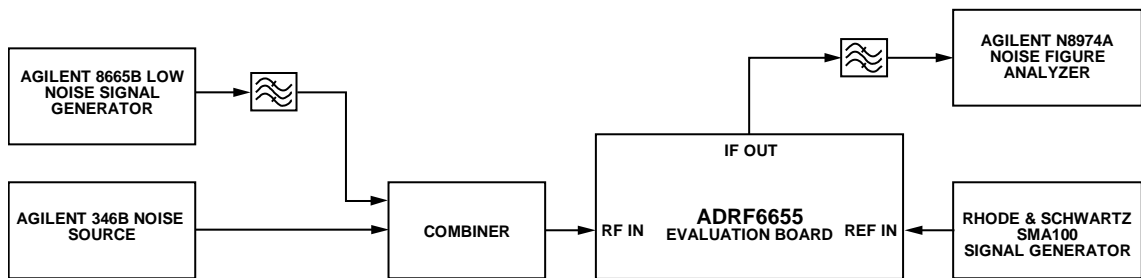 AGILENT 8665B LOW
NOISE SIGNAL
GENERATOR
AGILENT N8974A
NOISE FIGURE
ANALYZER
AGILENT 346B NOISE
SOURCE
COMBINER
IF OUT
RF IN
ADRF6655
EVALUATION BOARD
REF IN
RHODE & SCHWARTZ
SMA100
SIGNAL GENERATOR